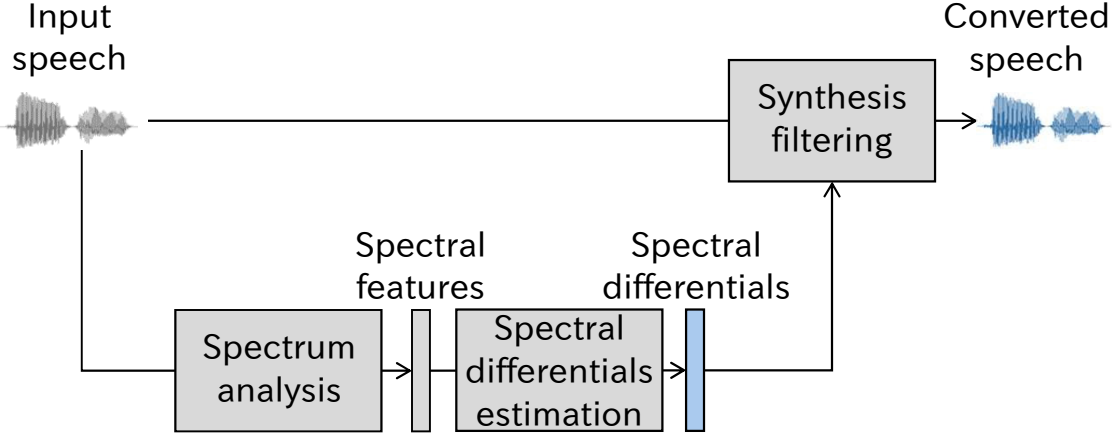 Input
speech
Converted
speech
Synthesis
filtering
Spectral
features
Spectral
differentials
Spectrum
analysis
Spectral
differentials
estimation